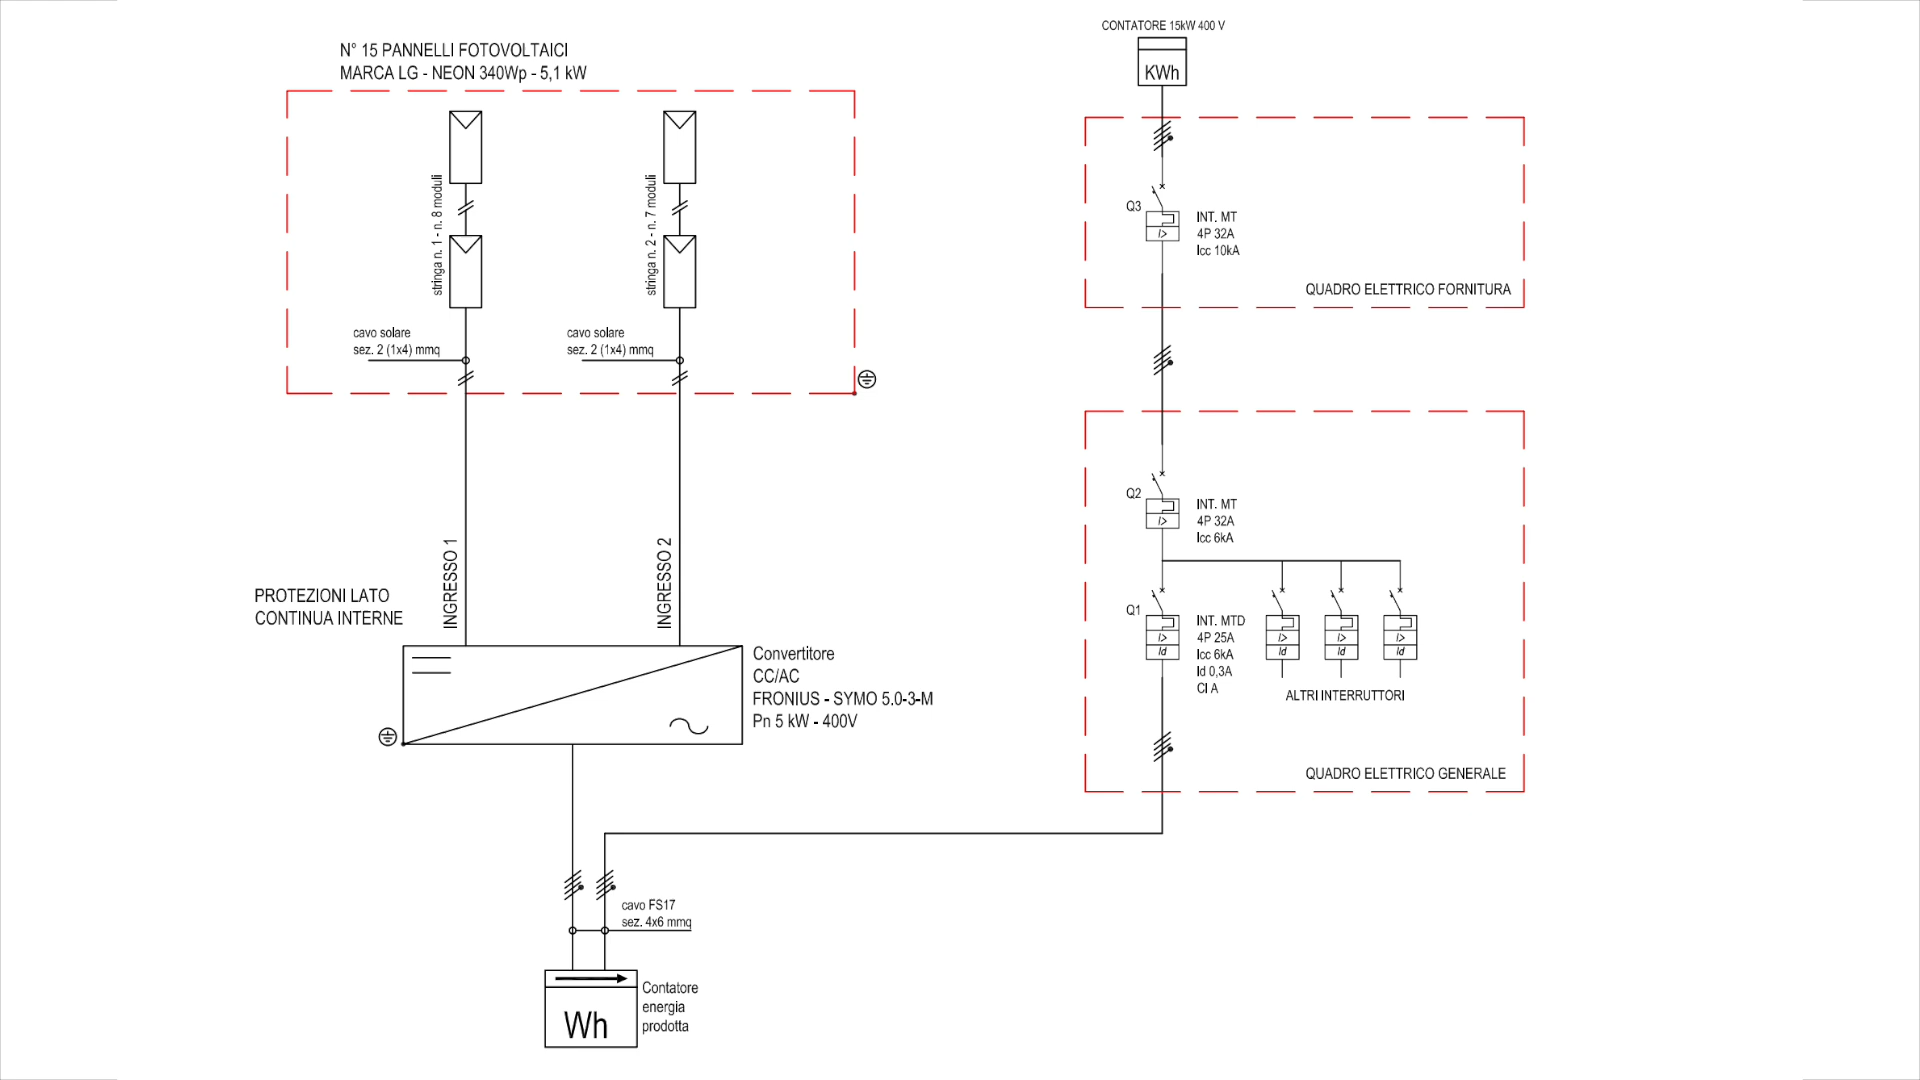 N° 15 PANNELLI FOTOVOLTAICI
MARCA LG - NEON 340Wp - 5,1 kW
stringa n. 1 - n. 8 moduli
stringa n. 2 - n. 7 moduli
cavo solare
sez. 2 (1x4) mmq
cavo solare
sez. 2 (1x4) mmq
INGRESSO 1
INGRESSO 2
PROTEZIONI LATO
CONTINUA INTERNE
Convertitore
CC/AC
FRONIUS - SYMO 5.0-3-M
Pn 5 kW - 400V
cavo FS17
sez. 4x6 mmq
Wh
Contatore
energia
prodotta
CONTATORE 15kW 400 V
KWh
Q3
I>
INT. MT
4P 32A
Icc 10kA
QUADRO ELETTRICO FORNITURA
Q2
I>
INT. MT
4P 32A
Icc 6kA
Q1
I>
Id
INT. MTD
4P 25A
Icc 6kA
Id 0,3A
Cl A
I>
Id
I>
Id
I>
Id
ALTRI INTERRUTTORI
QUADRO ELETTRICO GENERALE